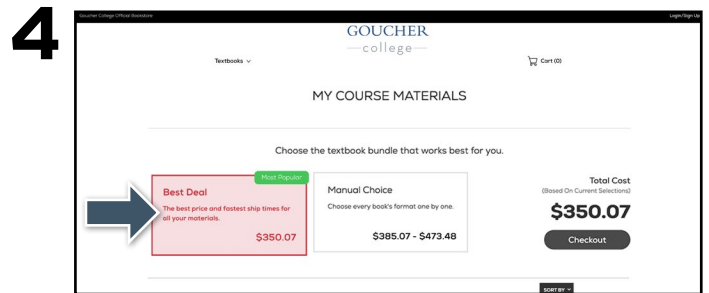 4
Goucher College Official Bookstore
Login/Sign Up
GOUCHER
college
Textbooks
Cart (0)
MY COURSE MATERIALS
Choose the textbook bundle that works best for you.
Most Popular
Best Deal
The best price and fastest ship times for
all your materials.
$350.07
Manual Choice
Choose every book's format one by one.
$385.07 - $473.48
Total Cost
(Based On Current Selections)
$350.07
Checkout
SORT BY